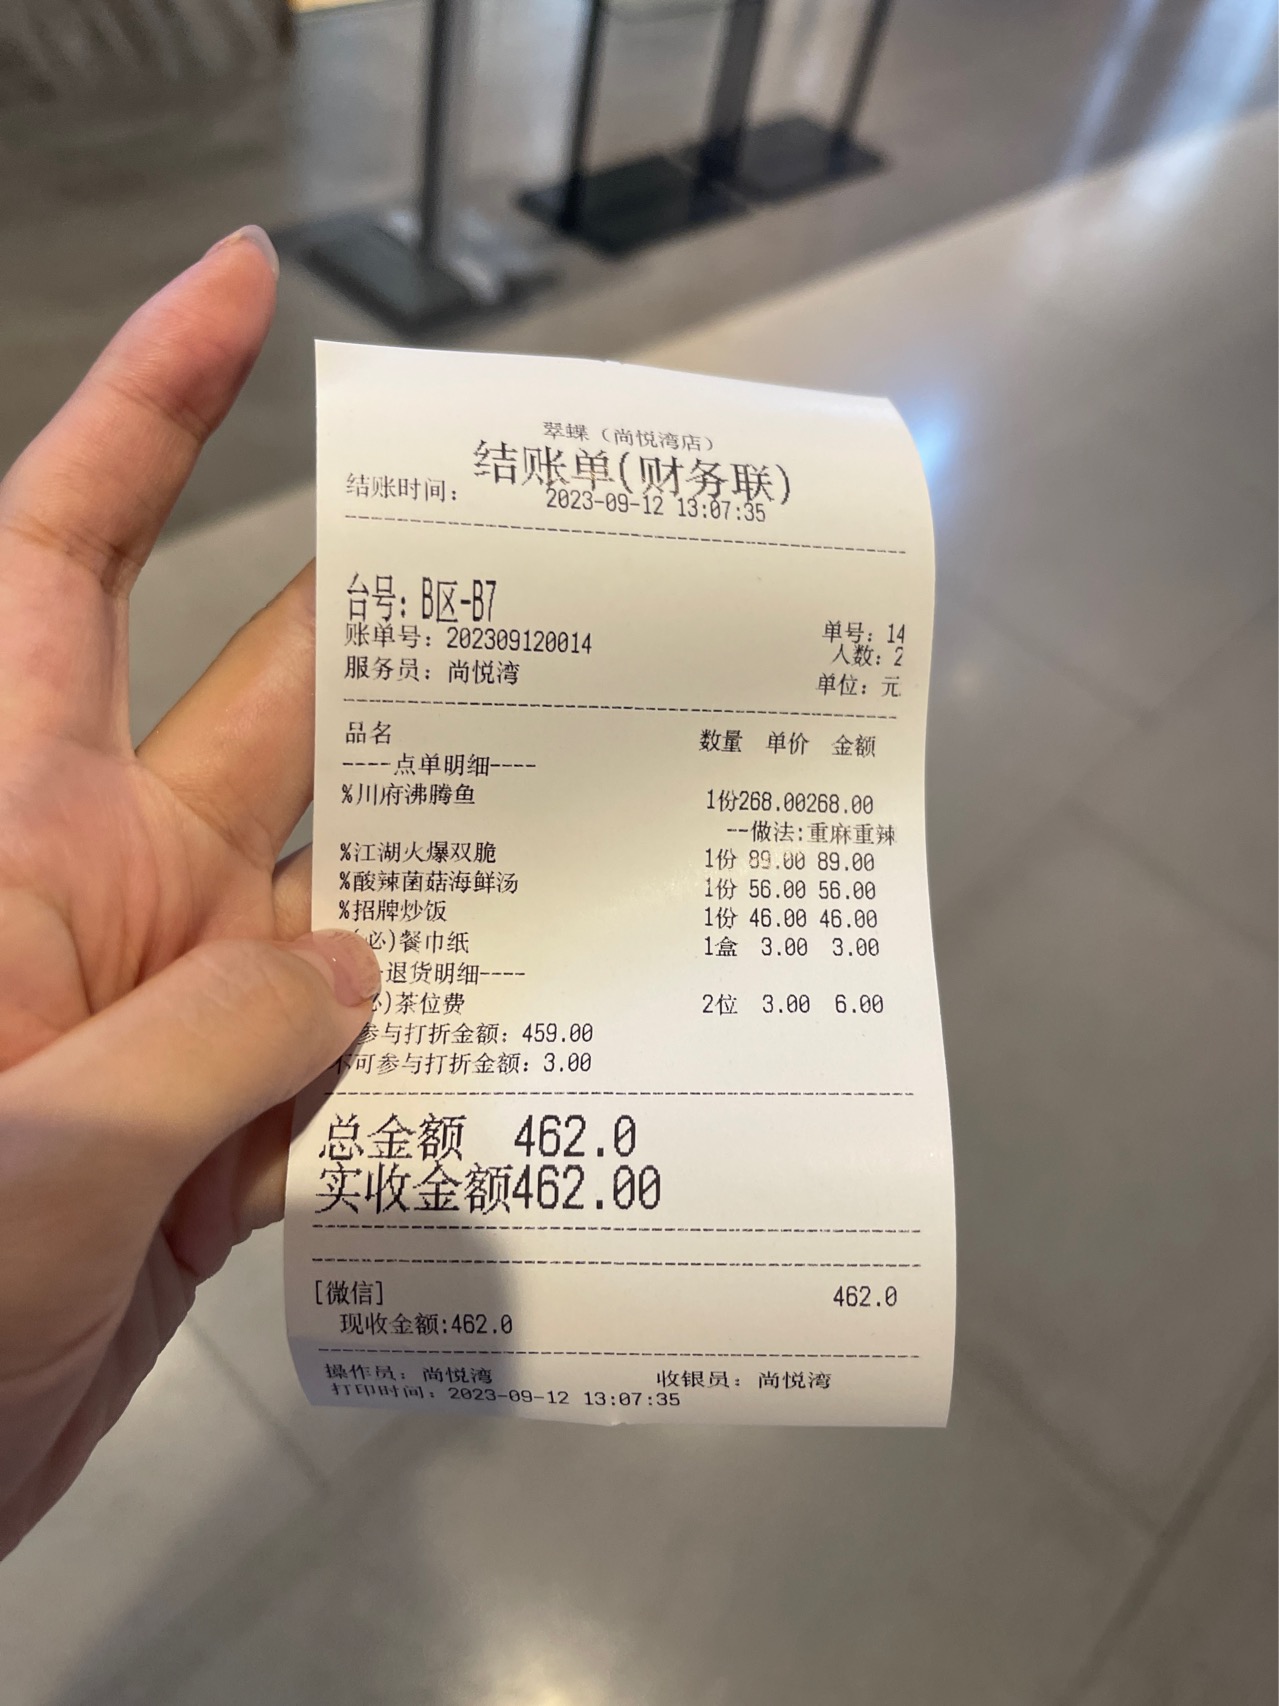 翠蝶（尚悦湾店）
结账单(财务联)
结账时间： 2023-09-12 13:07:35
台号：B区-B7
账单号：202309120014 单号：14
人数：2
服务员：尚悦湾 单位：元
品名 数量 单价 金额
----点单明细----
%川府沸腾鱼 1份268.00268.00
--做法:重麻重辣
%江湖火爆双脆 1份 89.00 89.00
%酸辣菌菇海鲜汤 1份 56.00 56.00
%招牌炒饭 1份 46.00 46.00
必)餐巾纸 1盒 3.00 3.00
-退货明细----
必)茶位费 2位 3.00 6.00
参与打折金额：459.00
不可参与打折金额：3.00
总金额 462.0
实收金额462.00
[微信] 462.0
现收金额:462.0
操作员：尚悦湾 收银员：尚悦湾
打印时间：2023-09-12 13:07:35